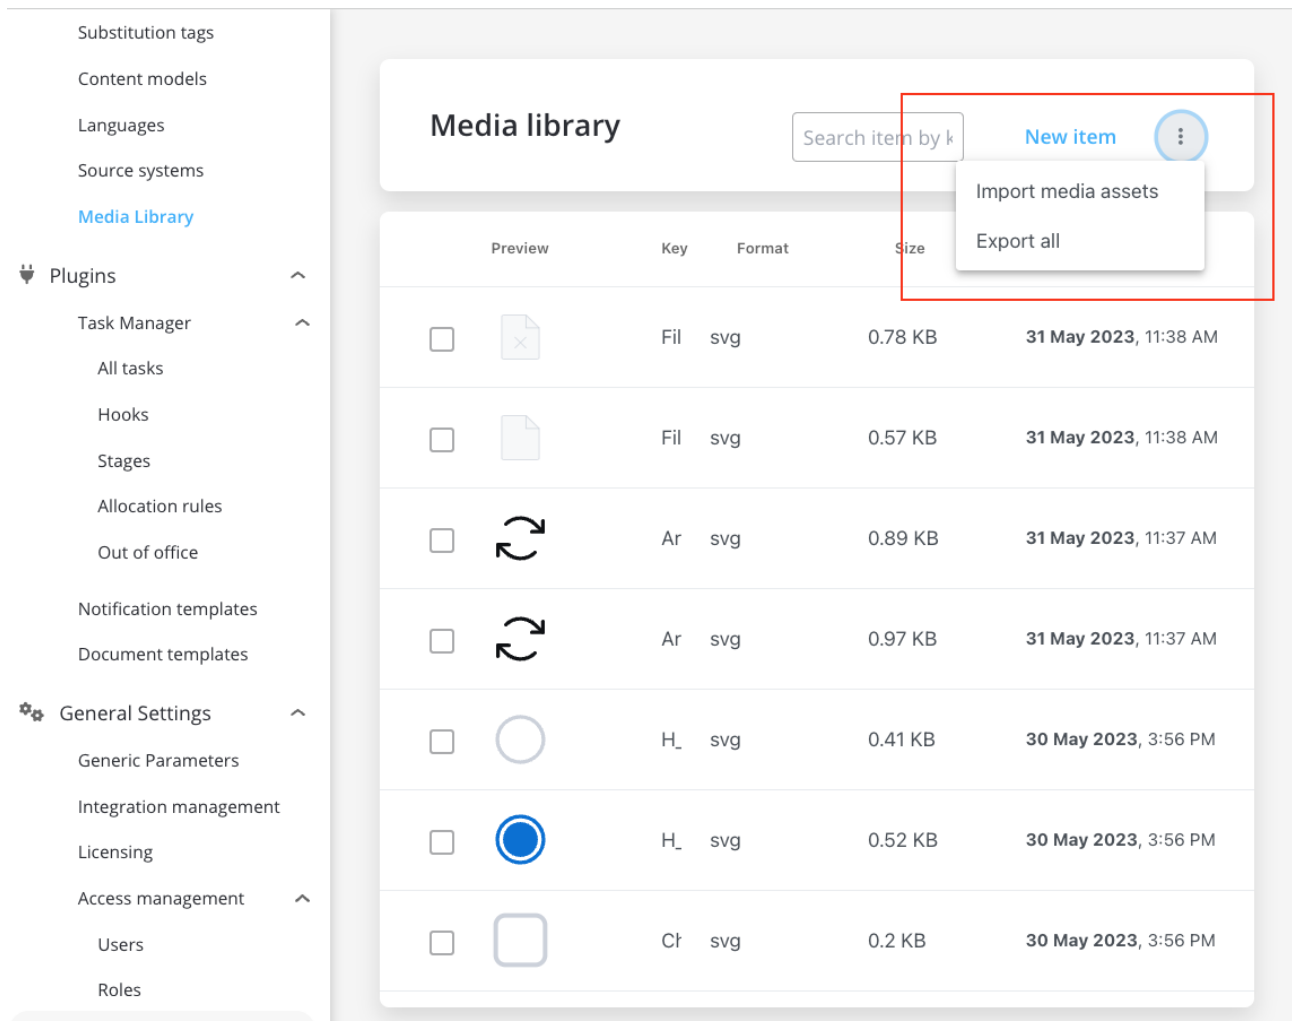 Substitution tags
Content models
Languages
Source systems
Media Library
Plugins
Task Manager
All tasks
Hooks
Stages
Allocation rules
Out of office
Notification templates
Document templates
General Settings
Generic Parameters
Integration management
Licensing
Access management
Users
Roles
Media library
Search item by k
New item
Import media assets
Export all
Preview Key Format Size
Fil svg 0.78 KB 31 May 2023, 11:38 AM
Fil svg 0.57 KB 31 May 2023, 11:38 AM
Ar svg 0.89 KB 31 May 2023, 11:37 AM
Ar svg 0.97 KB 31 May 2023, 11:37 AM
H_ svg 0.41 KB 30 May 2023, 3:56 PM
H_ svg 0.52 KB 30 May 2023, 3:56 PM
Ch svg 0.2 KB 30 May 2023, 3:56 PM